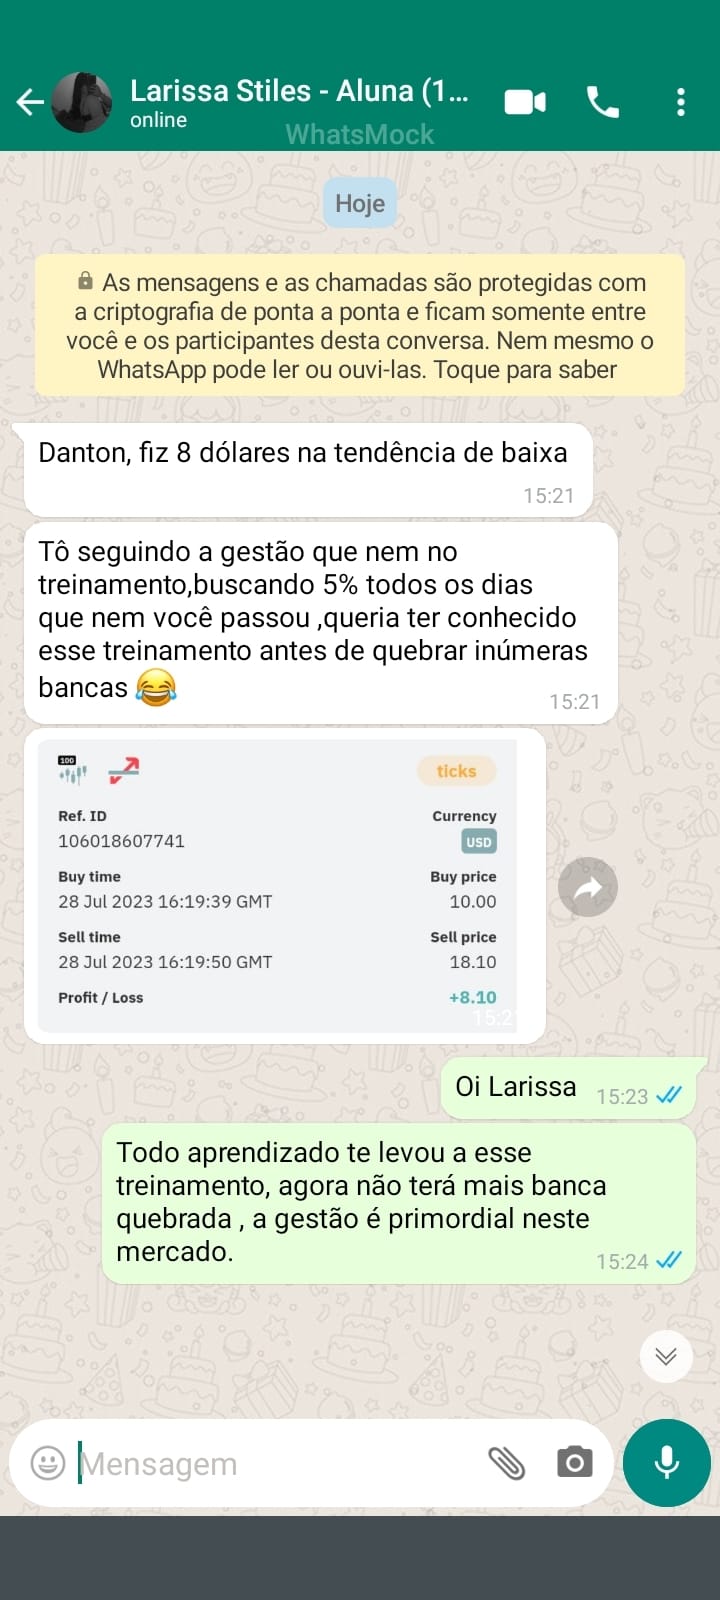 Larissa Stiles - Aluna (1...
online
WhatsMock
Hoje
As mensagens e as chamadas são protegidas com
a criptografia de ponta a ponta e ficam somente entre
você e os participantes desta conversa. Nem mesmo o
WhatsApp pode ler ou ouvi-las. Toque para saber
Danton, fiz 8 dólares na tendência de baixa
15:21
Tô seguindo a gestão que nem no
treinamento,buscando 5% todos os dias
que nem você passou ,queria ter conhecido
esse treinamento antes de quebrar inúmeras
bancas 😂
15:21
100
ticks
Ref. ID
Currency
106018607741
USD
Buy time
Buy price
28 Jul 2023 16:19:39 GMT
10.00
Sell time
Sell price
28 Jul 2023 16:19:50 GMT
18.10
Profit / Loss
+8.10
Oi Larissa
15:23
Todo aprendizado te levou a esse
treinamento, agora não terá mais banca
quebrada , a gestão é primordial neste
mercado.
15:24
Mensagem